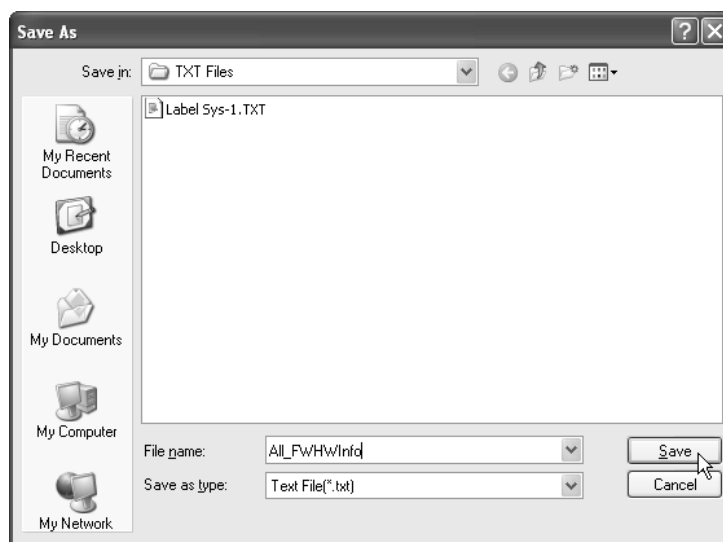 Save As
Save in: TXT Files
Label Sys-1.TXT
My Recent
Documents
Desktop
My Documents
My Computer
My Network
File name: All_FWHWInfo Save
Save as type: Text File(*.txt) Cancel